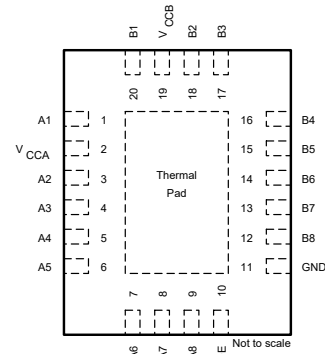 B1
V CCB
B2
B3
20
19
18
17
A1 1
V CCA 2
A2 3
A3 4
A4 5
A5 6
Thermal
Pad
16 B4
15 B5
14 B6
13 B7
12 B8
11 GND
7
8
9
10
Not to scale